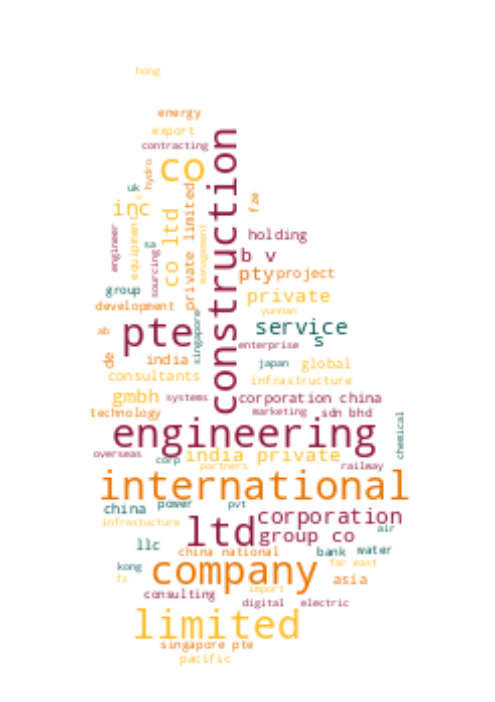 hong
energy
export
contracting
construction
co
hydro
uk
inc
co ltd
private limited
fze
engineer
equipment
c
sa
sourcing
management
holding
b v
pty
project
group
private
development
yunnan
singapore
service
s
ab
pte
enterprise
de
india
japan
global
consultants
infrastructure
gmbh
systems
corporation china
technology
marketing
sdn bhd
chemical
engineering
overseas
corp
india private
partners
railway
international
china
power
pvt
corporation
infrastucture
ltd
air
group co
llc
china national
bank
water
kong
fz
company
far east
asia
consulting
import
digital
electric
limited
singapore pte
pacific